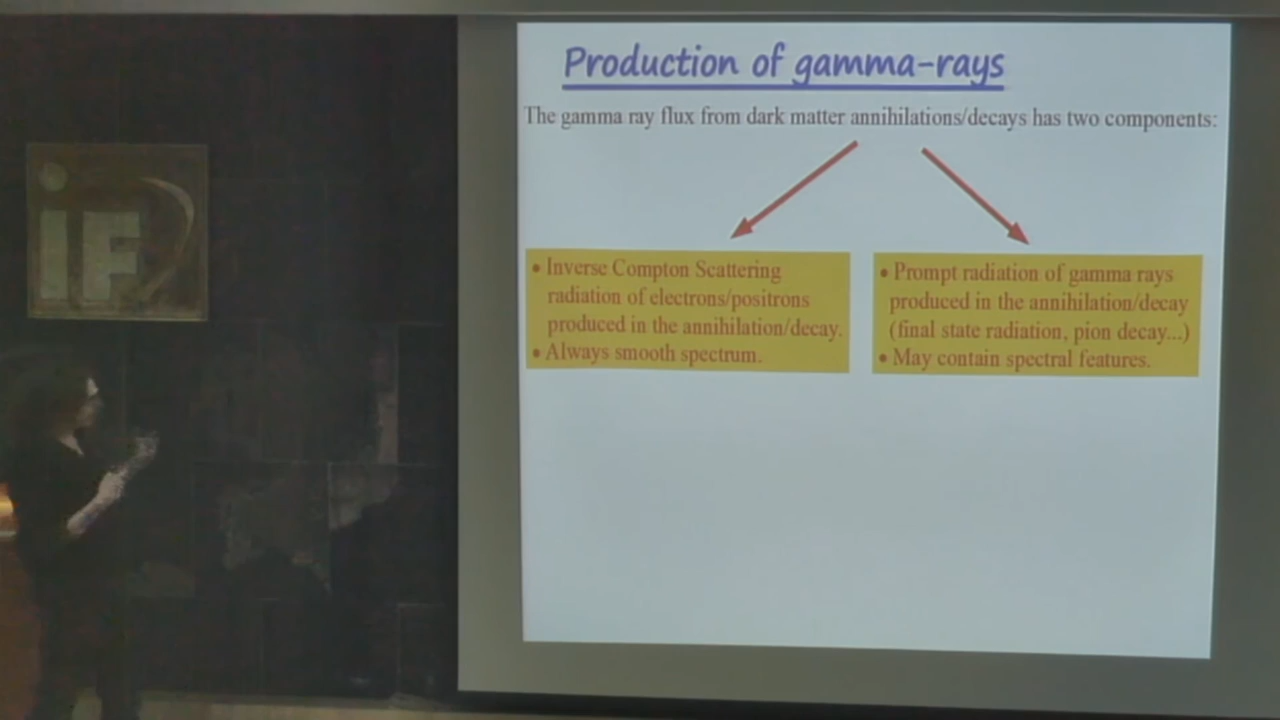 iF
Production of gamma-rays
The gamma ray flux from dark matter annihilations/decays has two components:
• Inverse Compton Scattering
radiation of electrons/positrons
produced in the annihilation/decay.
• Always smooth spectrum.
• Prompt radiation of gamma rays
produced in the annihilation/decay
(final state radiation, pion decay...)
• May contain spectral features.